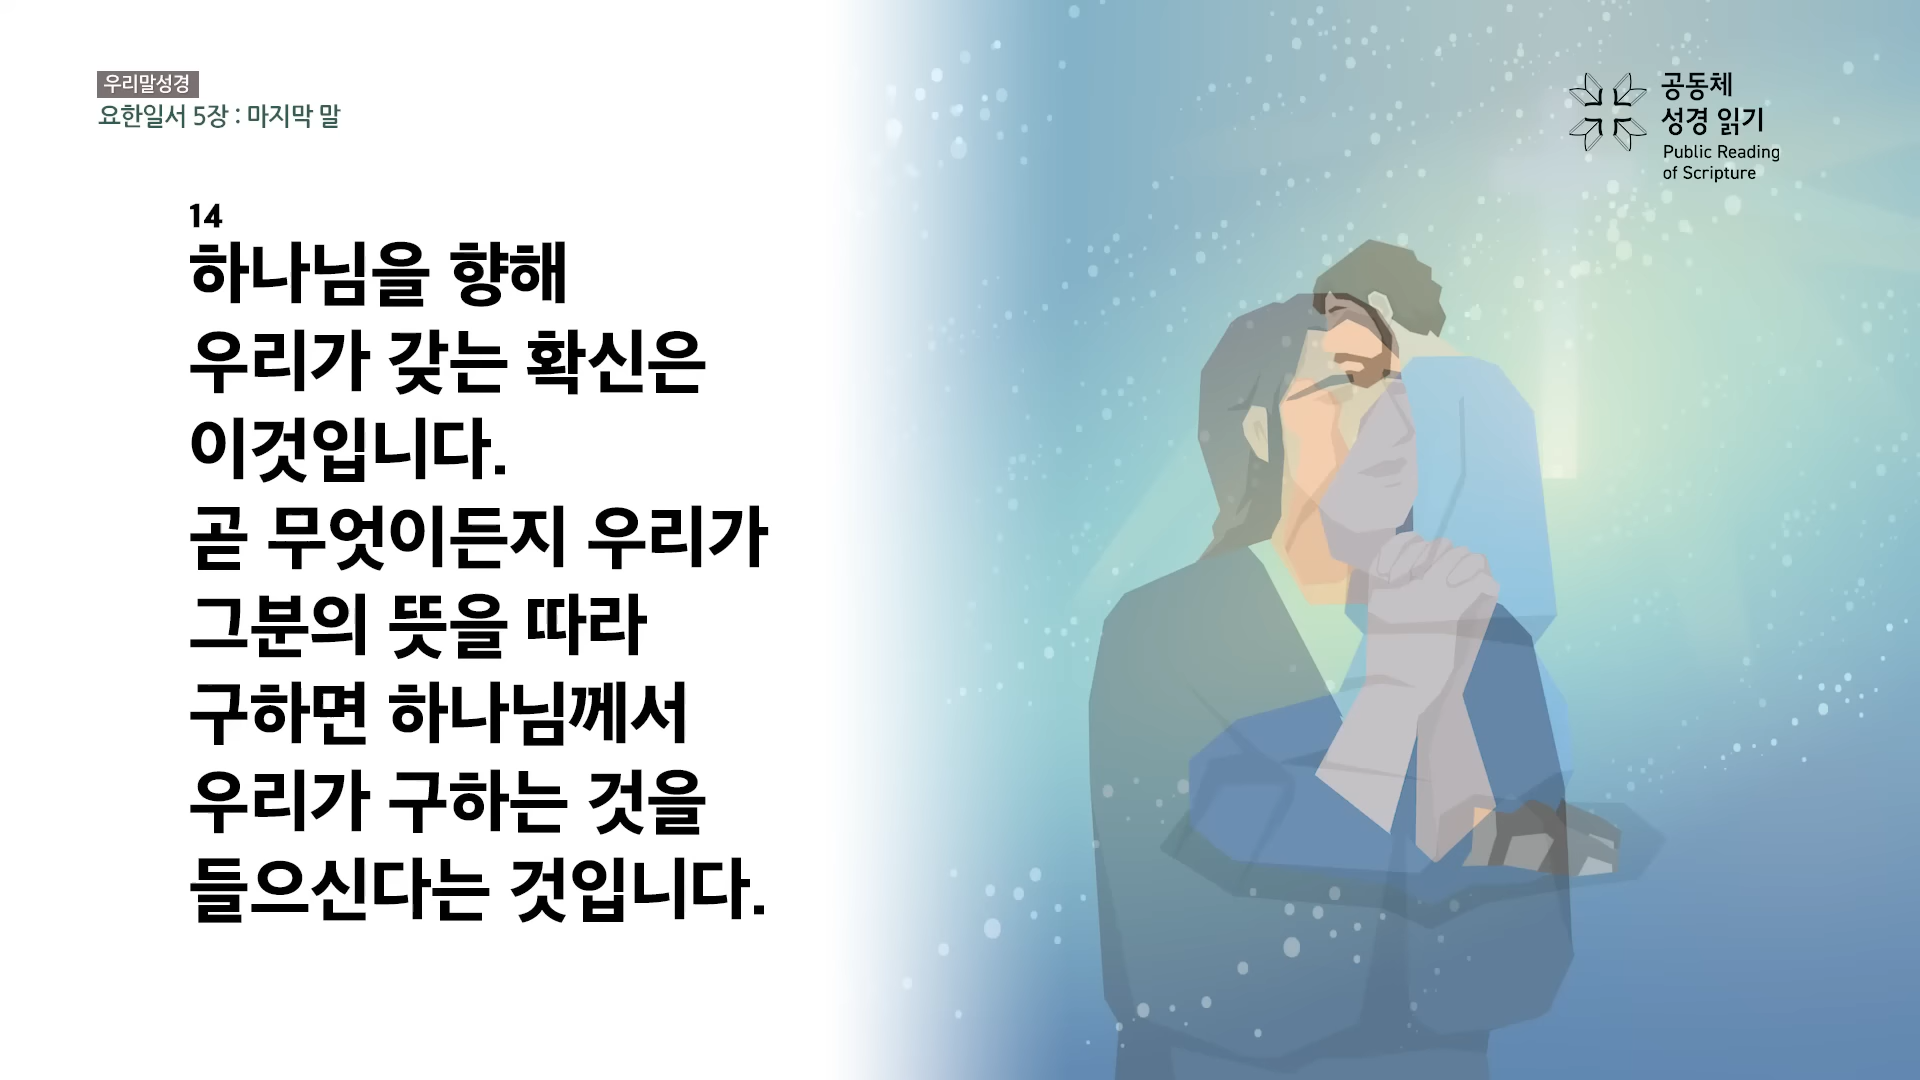 우리말성경
요한일서 5장 : 마지막 말
공동체
성경 읽기
Public Reading
of Scripture
14
하나님을 향해
우리가 갖는 확신은
이것입니다.
곧 무엇이든지 우리가
그분의 뜻을 따라
구하면 하나님께서
우리가 구하는 것을
들으신다는 것입니다.